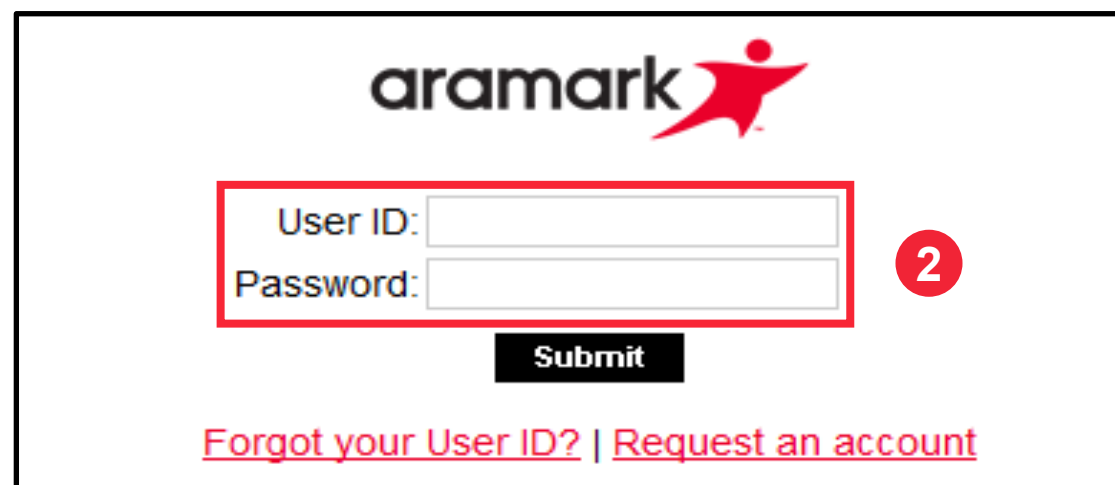 aramark
User ID:
Password:
2
Submit
Forgot your User ID? | Request an account